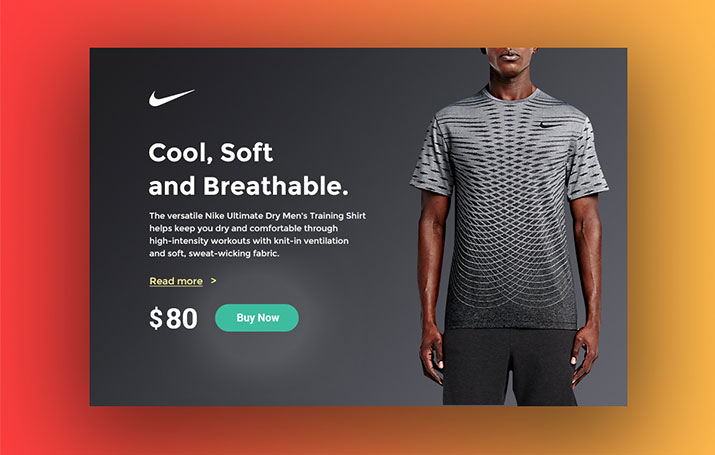 Cool, Soft
and Breathable.
The versatile Nike Ultimate Dry Men's Training Shirt
helps keep you dry and comfortable through
high-intensity workouts with knit-in ventilation
and soft, sweat-wicking fabric.
Read more >
$80 Buy Now